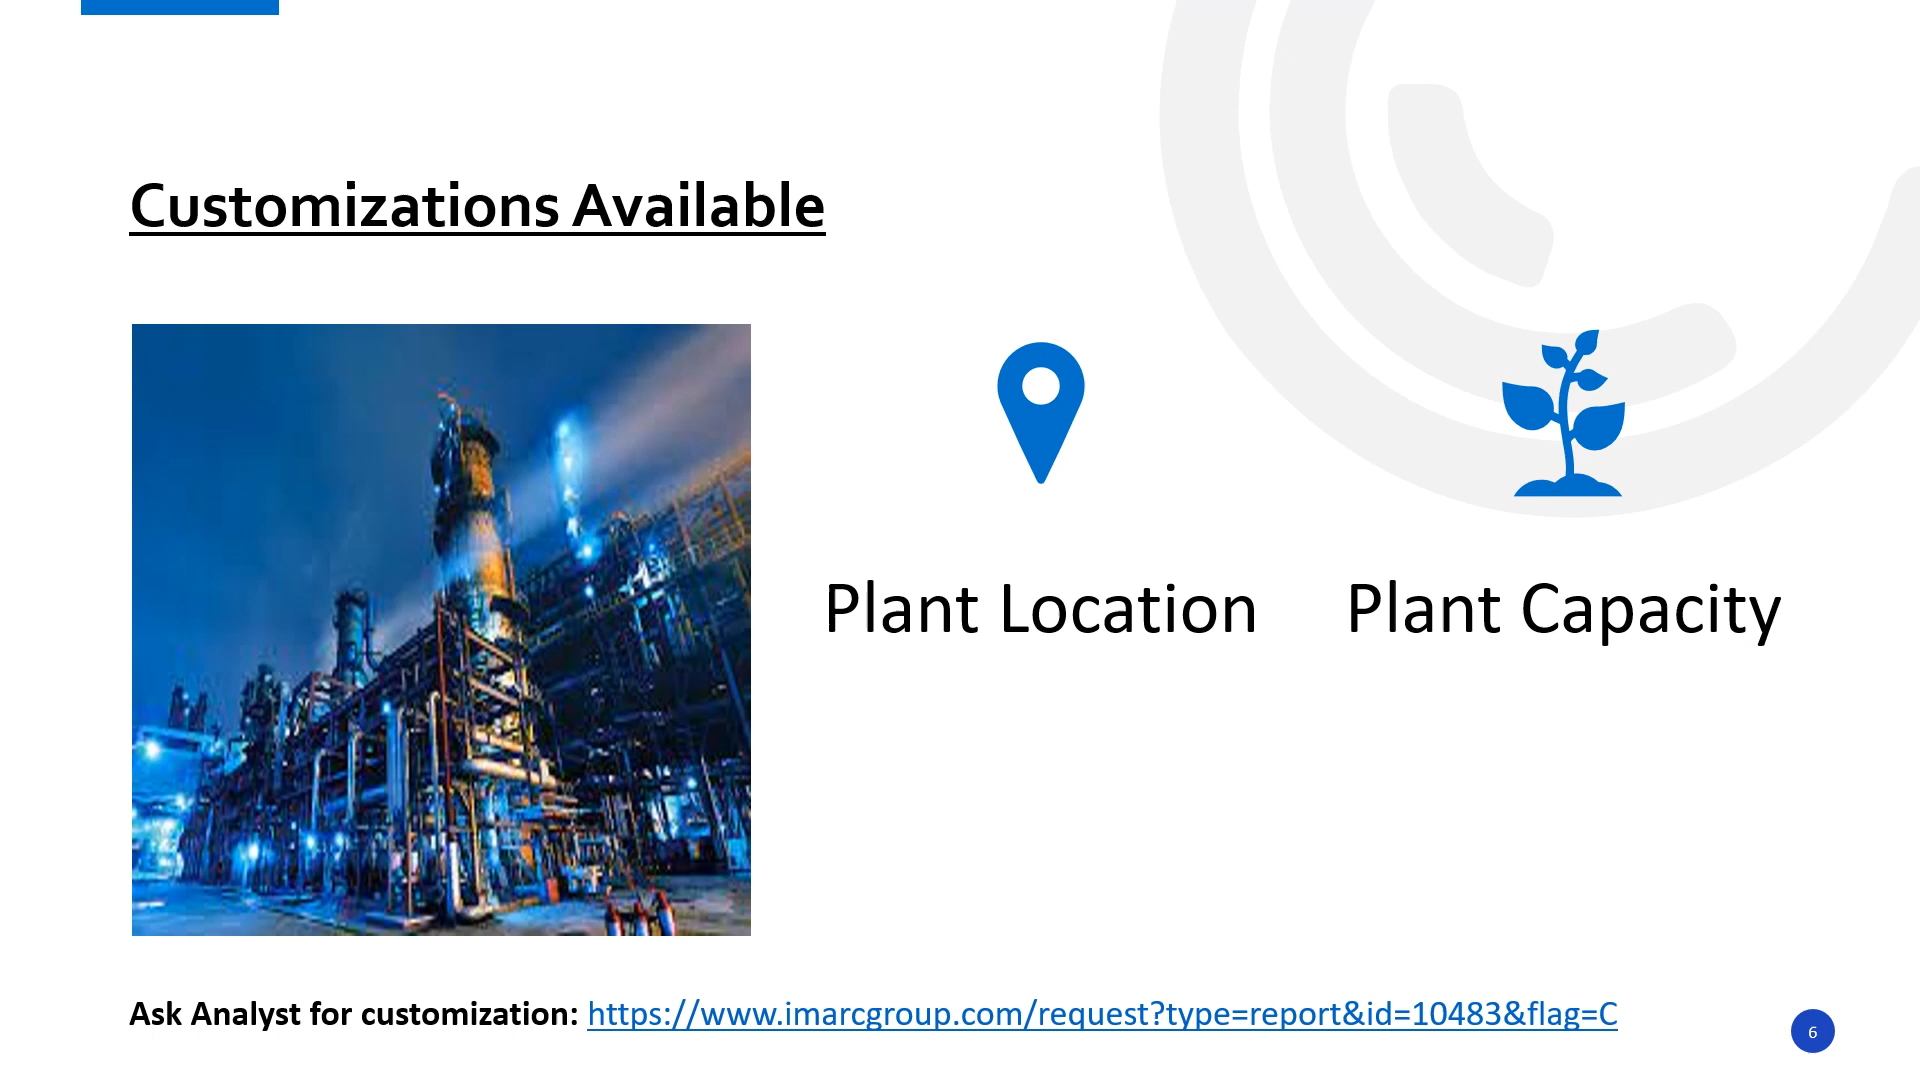 Customizations Available
Plant Location
Plant Capacity
Ask Analyst for customization: https://www.imarcgroup.com/request?type=report&id=10483&flag=C
6